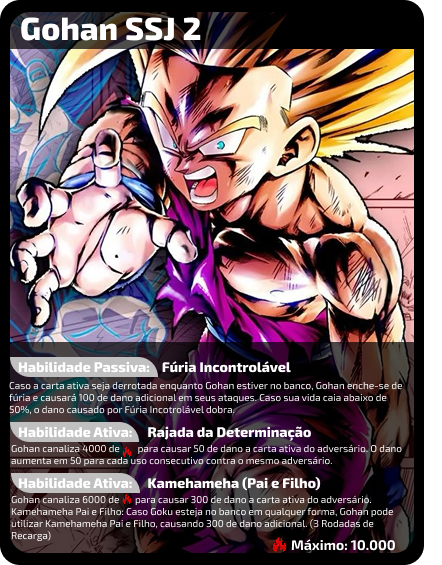 Gohan SSJ 2
Habilidade Passiva: Fúria Incontrolável
Caso a carta ativa seja derrotada enquanto Gohan estiver no banco, Gohan enche-se de
fúria e causará 100 de dano adicional em seus ataques. Caso sua vida caia abaixo de
50%, o dano causado por Fúria Incotrolável dobra.
Habilidade Ativa: Rajada da Determinação
Gohan canaliza 4000 de para causar 50 de dano a carta ativa do adversário. O dano
aumenta em 50 para cada uso consecutivo contra o mesmo adversário.
Habilidade Ativa: Kamehameha (Pai e Filho)
Gohan canaliza 6000 de para causar 300 de dano a carta ativa do adversário.
Kamehameha Pai e Filho: Caso Goku esteja no banco em qualquer forma, Gohan pode
utilizar Kamehameha Pai e Filho, causando 300 de dano adicional. (3 Rodadas de
Recarga)
Máximo: 10.000